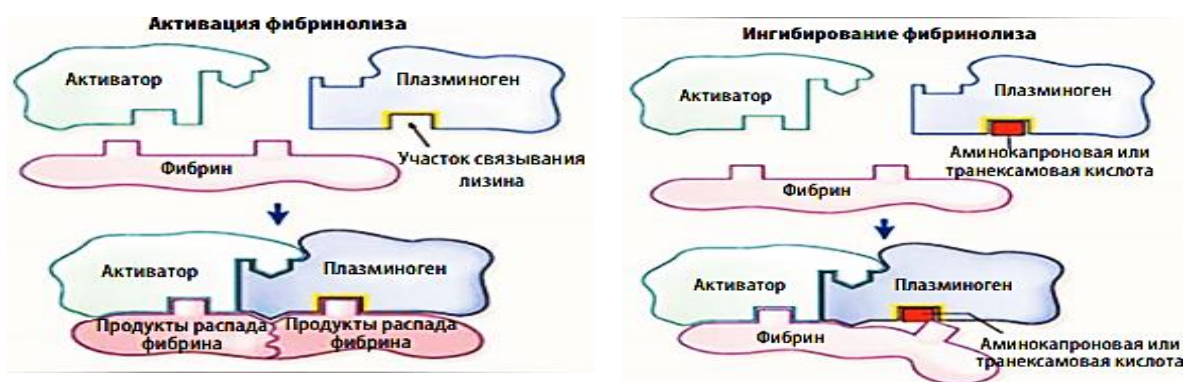 Активация фибринолиза
Активатор
Плазминоген
Участок связывания
лизина
Фибрин
Активатор
Плазминоген
Продукты распада
фибрина
Продукты распада
фибрина
Ингибирование фибринолиза
Активатор
Плазминоген
Аминокапроновая или
транексамовая кислота
Фибрин
Активатор
Плазминоген
Фибрин
Аминокапроновая или
транексамовая кислота